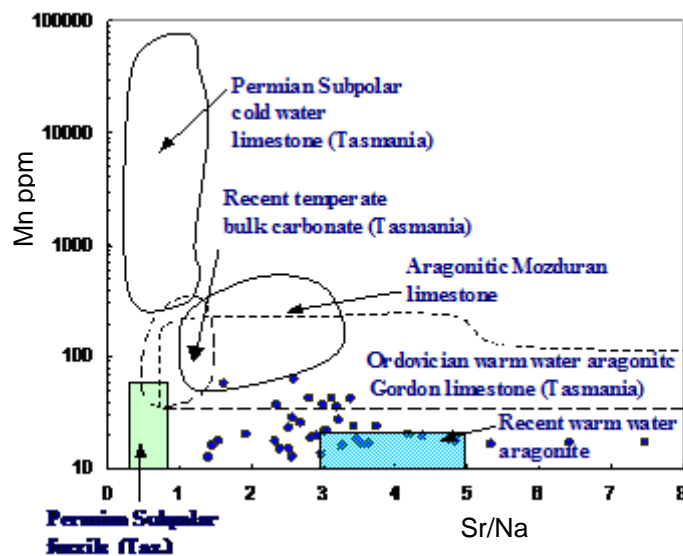 100000
10000
1000
100
10
Mn ppm
Permian Subpolar
cold water
limestone (Tasmania)
Recent temperate
bulk carbonate (Tasmania)
Aragonitic Mozduran
limestone
Ordovician warm water aragonite
Gordon limestone (Tasmania)
Recent warm water
aragonite
0 1 2 3 4 5 6 7 8
Sr/Na
Permian Subpolar
(Tas.)